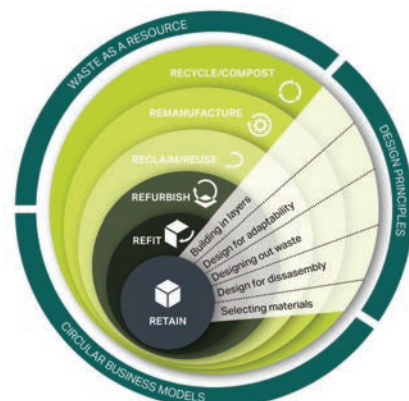 WASTE AS A RESOURCE
RECYCLE/COMPOST
REMANUFACTURE
RECLAIM/REUSE
REFURBISH
REFIT
RETAIN
Building in layers
Design for adaptability
Designing out waste
Design for dissasembly
Selecting materials
DESIGN PRINCIPLES
CIRCULAR BUSINESS MODELS